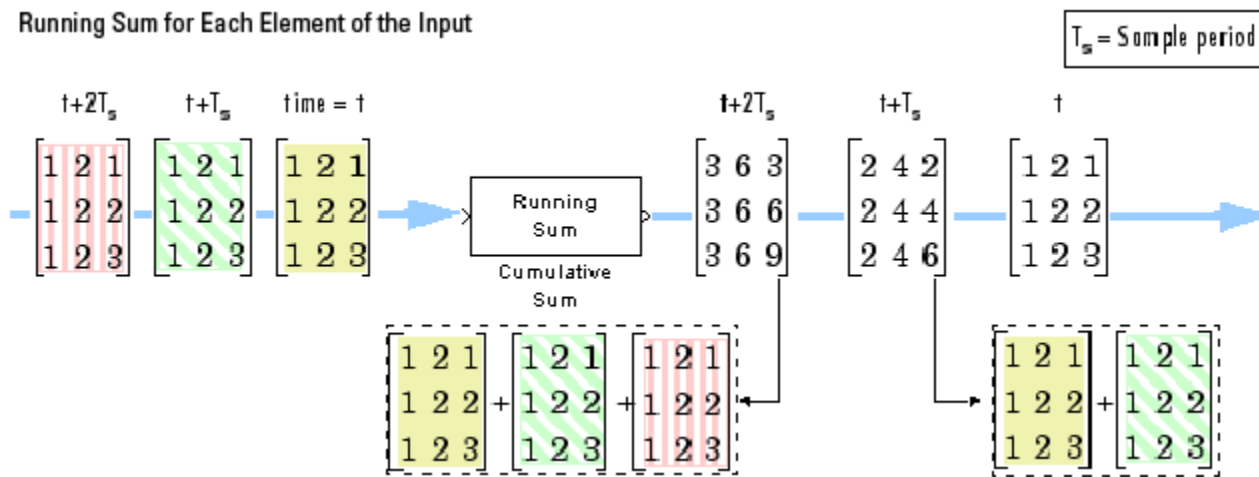 Running Sum for Each Element of the Input
Tₛ = Sample period
t+2Tₛ t+Tₛ time = t t+2Tₛ t+Tₛ t
1 2 1 1 2 1 1 2 1 3 6 3 2 4 2 1 2 1
1 2 2 1 2 2 1 2 2 Running 3 6 6 2 4 4 1 2 2
Sum
1 2 3 1 2 3 1 2 3 3 6 9 2 4 6 1 2 3
Cumulative
Sum
1 2 1 1 2 1 1 2 1 1 2 1 1 2 1
1 2 2 + 1 2 2 + 1 2 2 1 2 2 + 1 2 2
1 2 3 1 2 3 1 2 3 1 2 3 1 2 3